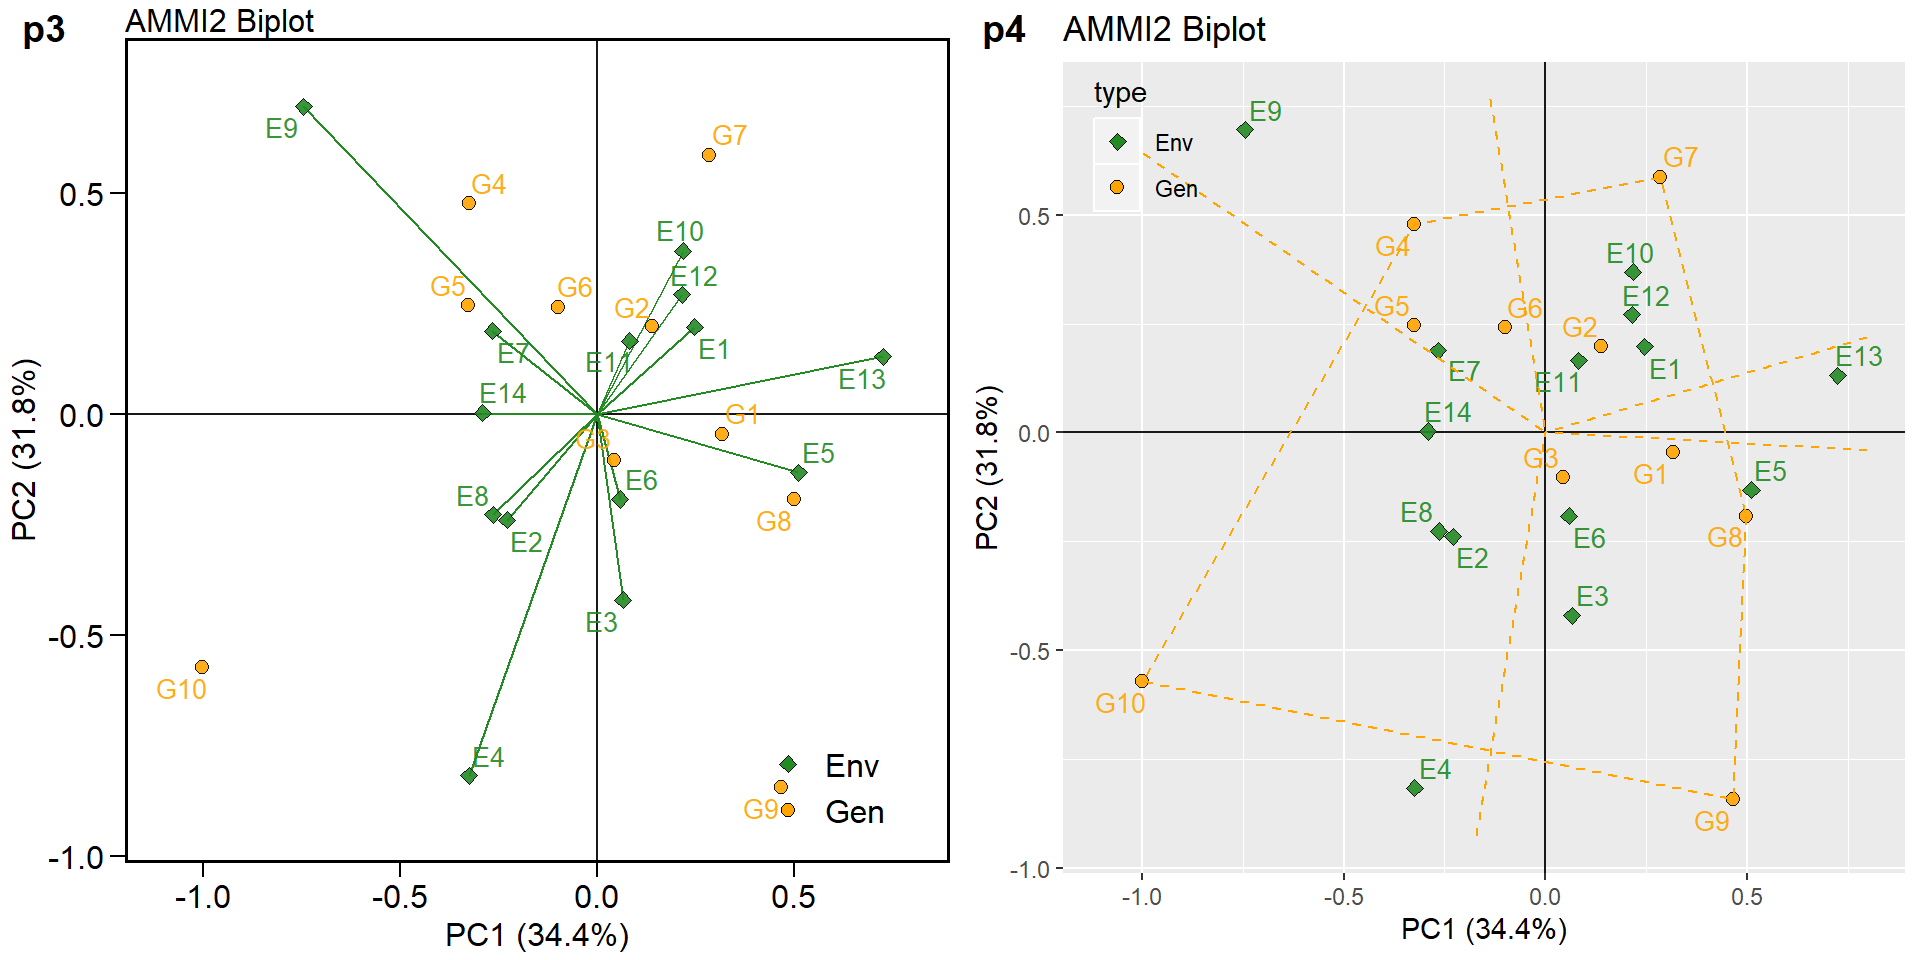 p3
AMMI2 Biplot
E9
G7
G4
E10
E12
G5
G6
G2
E7
E11
E1
E13
E14
G1
G3
E5
E8
E6
E2
G8
E3
G10
E4
G9
Env
Gen
0.5
0.0
-0.5
-1.0
PC2 (31.8%)
-1.0
-0.5
0.0
0.5
PC1 (34.4%)
p4
AMMI2 Biplot
type
Env
Gen
E9
G7
G4
E10
E12
G5
G6
G2
E7
E11
E1
E13
E14
G3
G1
E5
E8
E6
E2
G8
E3
G10
E4
G9
0.5
0.0
-0.5
-1.0
PC2 (31.8%)
-1.0
-0.5
0.0
0.5
PC1 (34.4%)